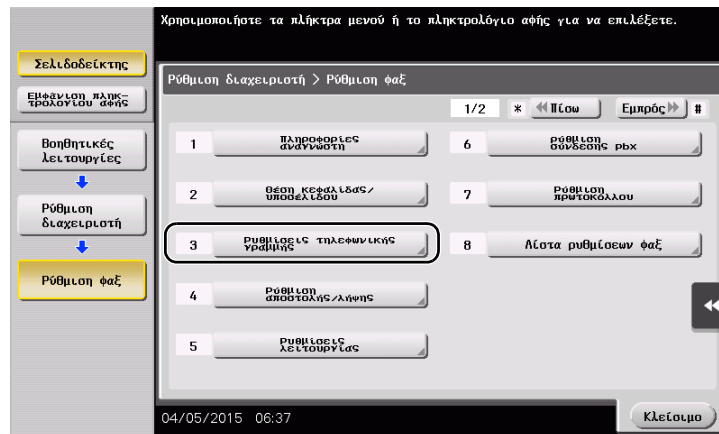 Χρησιμοποιήστε τα πλήκτρα μενού ή το πληκτρολόγιο αφής για να επιλέξετε.
Σελιδοδείκτης
Εμφάνιση πληκ-
τρολογίου αφής
Βοηθητικές
λειτουργίες
Ρύθμιση
διαχειριστή
Ρύθμιση φαξ
Ρύθμιση διαχειριστή > Ρύθμιση φαξ
1/2 * Πίσω Εμπρός #
1 Πληροφορίες
αναγνώστη
2 Θέση κεφαλίδας/
υποσέλιδου
3 Ρυθμίσεις τηλεφωνικής
γραμμής
4 Ρύθμιση
αποστολής/λήψης
5 Ρυθμίσεις
λειτουργίας
6 Ρύθμιση
σύνδεσης pbx
7 Ρύθμιση
πρωτοκόλλου
8 Λίστα ρυθμίσεων φαξ
04/05/2015 06:37
Κλείσιμο